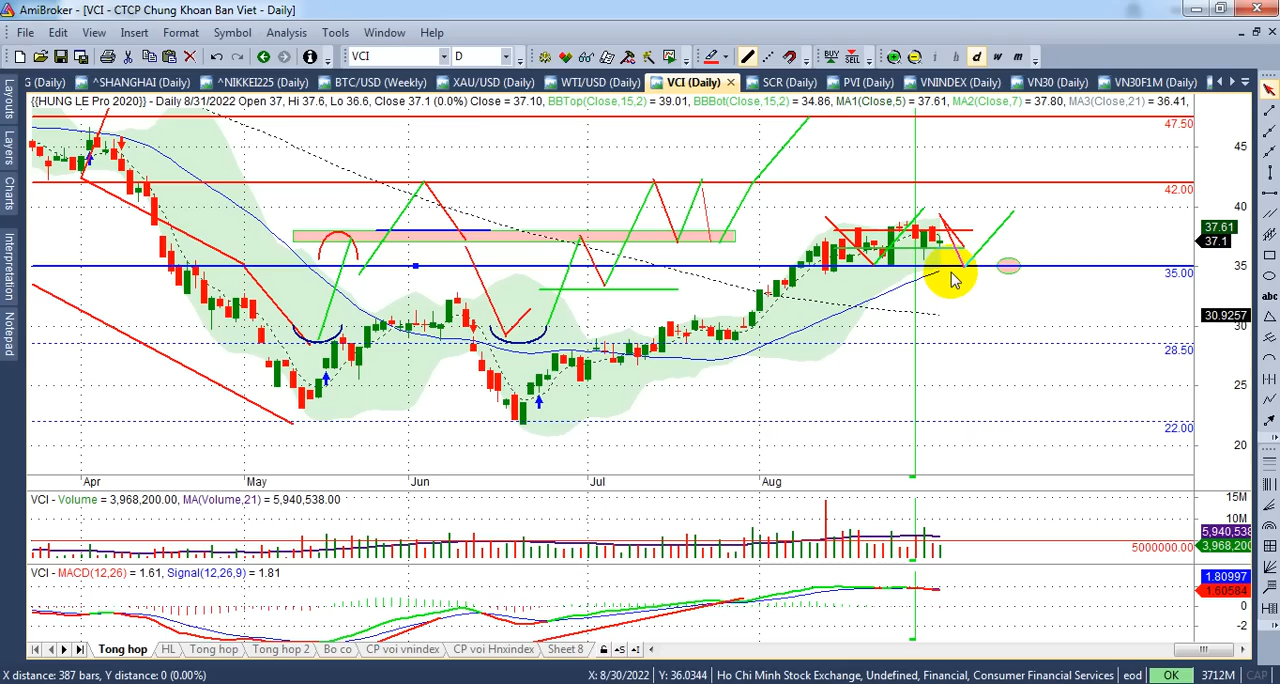 AmiBroker - [VCI - CTCP Chung Khoan Ban Viet - Daily]
File Edit View Insert Format Symbol Analysis Tools Window Help
VCI D BUY SELL i h d w m
G (Daily) ^SHANGHAI (Daily) ^NIKKEI225 (Daily) BTC/USD (Weekly) XAU/USD (Daily) WTI/USD (Daily) VCI (Daily) SCR (Daily) PVI (Daily) VNINDEX (Daily) VN30 (Daily) VN30F1M (Daily)
Layouts
Layers
Charts
Interpretation
Notepad
{{HUNG LE Pro 2020}} - Daily 8/31/2022 Open 37, Hi 37.6, Lo 36.6, Close 37.1 (0.0%) Close = 37.10, BBTop(Close,15,2) = 39.01, BBBot(Close,15,2) = 34.86, MA1(Close,5) = 37.61, MA2(Close,7) = 37.80, MA3(Close,21) = 36.41,
47.50
45
42.00
40
37.61
37.1
35
35.00
30.9257
30
28.50
25
22.00
20
Apr May Jun Jul Aug
VCI - Volume = 3,968,200.00, MA(Volume,21) = 5,940,538.00
15M
10M
5,940,538
5000000.00
3,968,200
VCI - MACD(12,26) = 1.61, Signal(12,26,9) = 1.81
1.80997
1.60584
0
-2
Tong hop HL Tong hop Tong hop 2 Bo co CP voi vnindex CP voi Hnxindex Sheet 8
X distance: 387 bars, Y distance: 0 (0.00%) X: 8/30/2022 Y: 36.0344 Ho Chi Minh Stock Exchange, Undefined, Financial, Consumer Financial Services eod OK 3712M CAP
abc